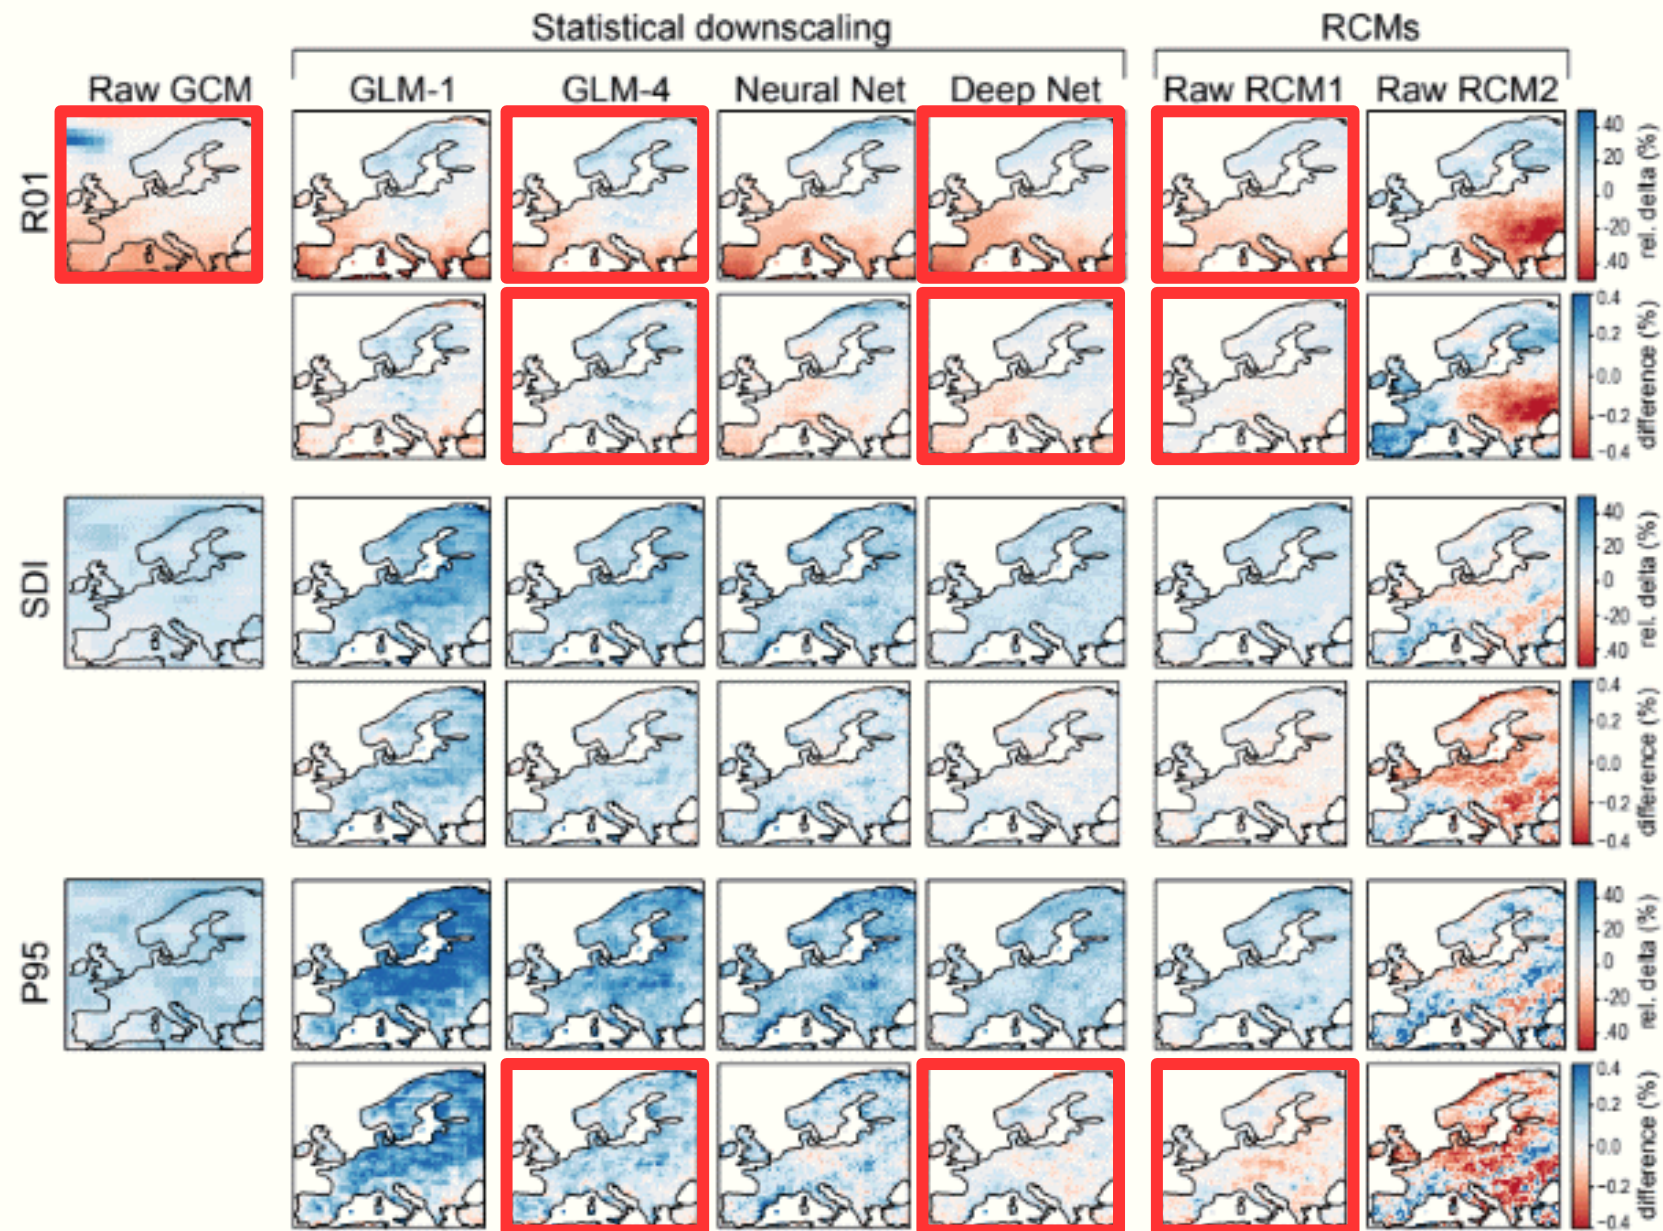 Statistical downscaling RCMs
Raw GCM GLM-1 GLM-4 Neural Net Deep Net Raw RCM1 Raw RCM2
R01
40
20
0
-20
.40
rel. delta (%)
0.4
0.2
0.0
-0.2
-0.4
difference (%)
SDI
40
20
0
-20
.40
rel. delta (%)
0.4
0.2
0.0
-0.2
-0.4
difference (%)
P95
40
20
0
-20
.40
rel. delta (%)
0.4
0.2
0.0
-0.2
-0.4
difference (%)